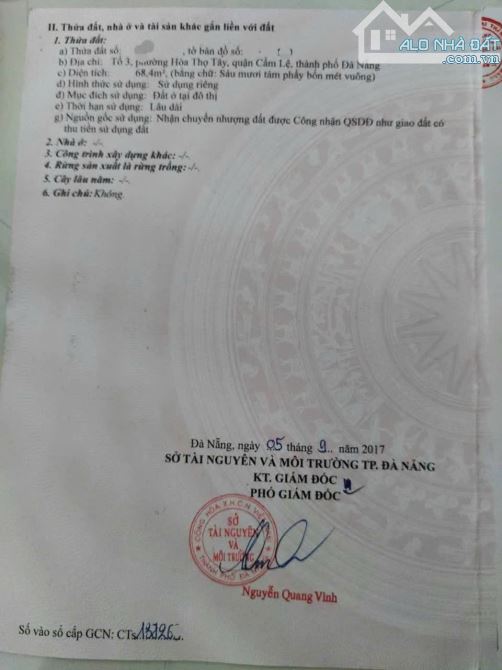 ALO NHÀ ĐẤT
II. Thửa đất, nhà ở và tài sản khác gắn liền với đất
1. Thửa đất:
a) Thửa đất số: , tờ bản đồ số:
b) Địa chỉ: Tổ 3, phường Hòa Thọ Tây, quận Cẩm Lệ, thành phố Đà Nẵng
c) Diện tích: 68,4m², (bằng chữ: Sáu mươi tám phẩy bốn mét vuông)
d) Hình thức sử dụng: Sử dụng riêng
đ) Mục đích sử dụng: Đất ở tại đô thị
e) Thời hạn sử dụng: Lâu dài
g) Nguồn gốc sử dụng: Nhận chuyển nhượng đất được Công nhận QSDĐ như giao đất có
thu tiền sử dụng đất
2. Nhà ở: -/-
3. Công trình xây dựng khác: -/-
4. Rừng sản xuất là rừng trồng: -/-
5. Cây lâu năm: -/-
6. Ghi chú: Không
Đà Nẵng, ngày 05 tháng 9 năm 2017
SỞ TÀI NGUYÊN VÀ MÔI TRƯỜNG TP. ĐÀ NẴNG
KT. GIÁM ĐỐC
PHÓ GIÁM ĐỐC
CỘNG HÒA X.H.C.N VIỆT NAM
SỞ
TÀI NGUYÊN
VÀ
MÔI TRƯỜNG
THÀNH PHỐ ĐÀ NẴNG
Nguyễn Quang Vinh
Số vào sổ cấp GCN: CTs